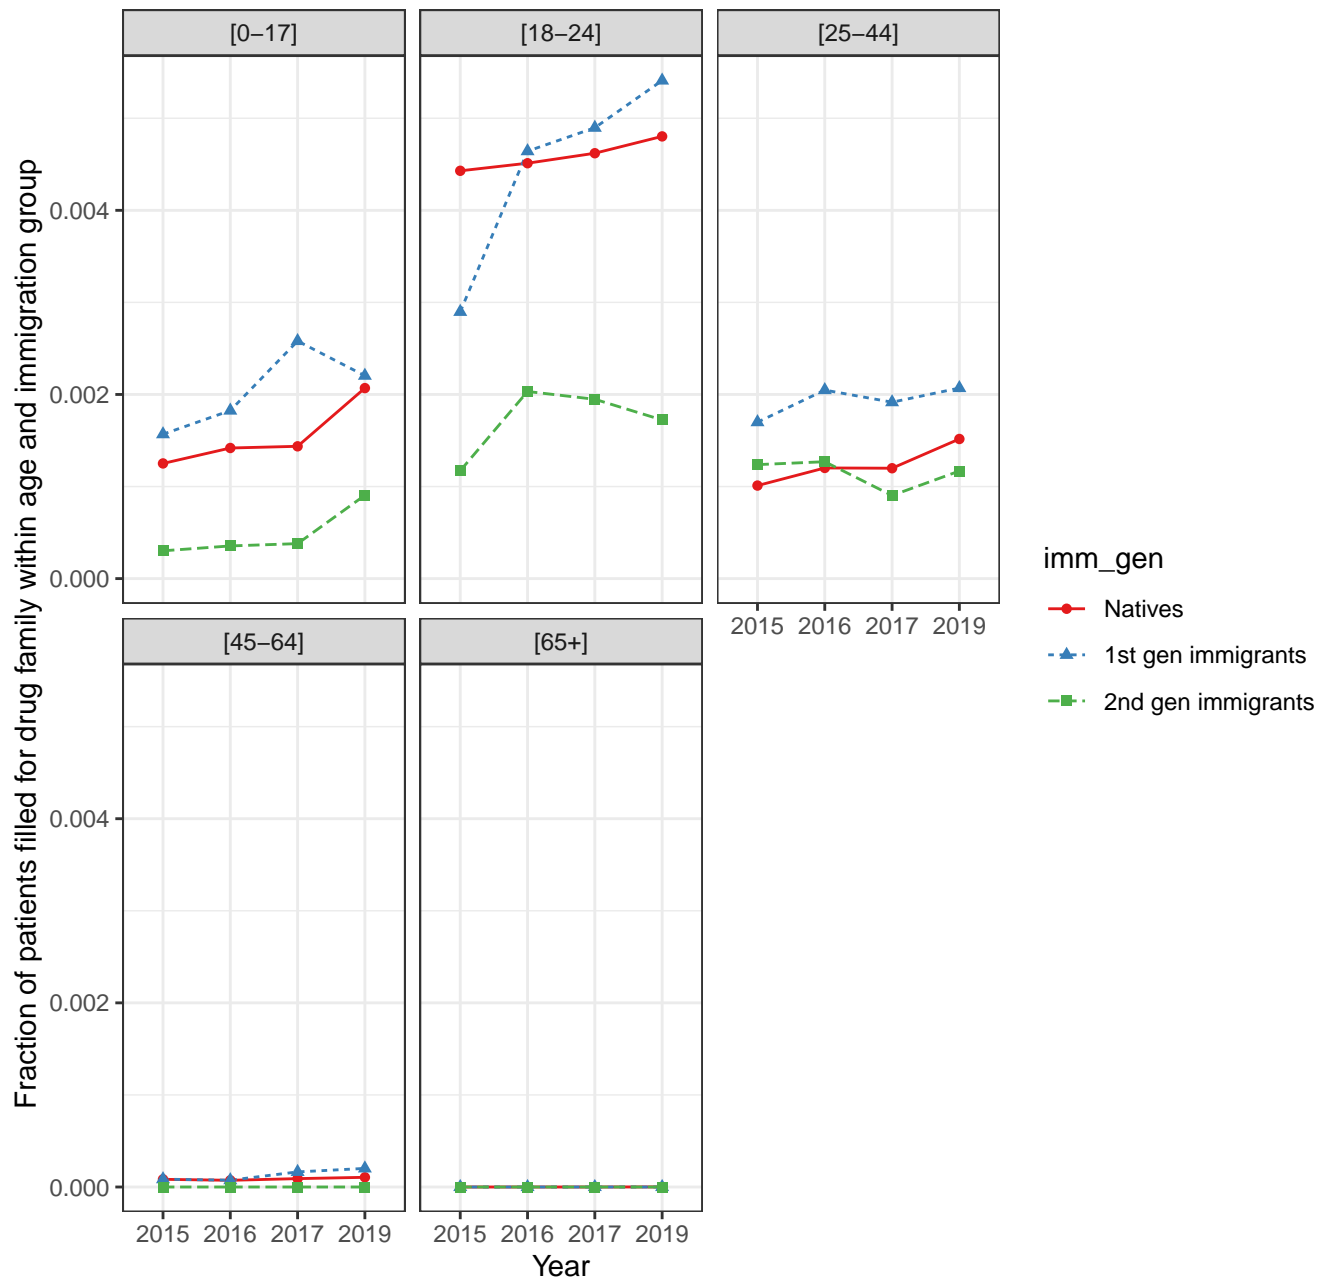 [0−17]
[18−24]
[25−44]
Fraction of patients filled for drug family within age and immigration group
0.004
0.002
0.000
2015 2016 2017 2019
imm_gen
Natives
1st gen immigrants
2nd gen immigrants
[45−64]
[65+]
0.004
0.002
0.000
2015 2016 2017 2019
2015 2016 2017 2019
Year